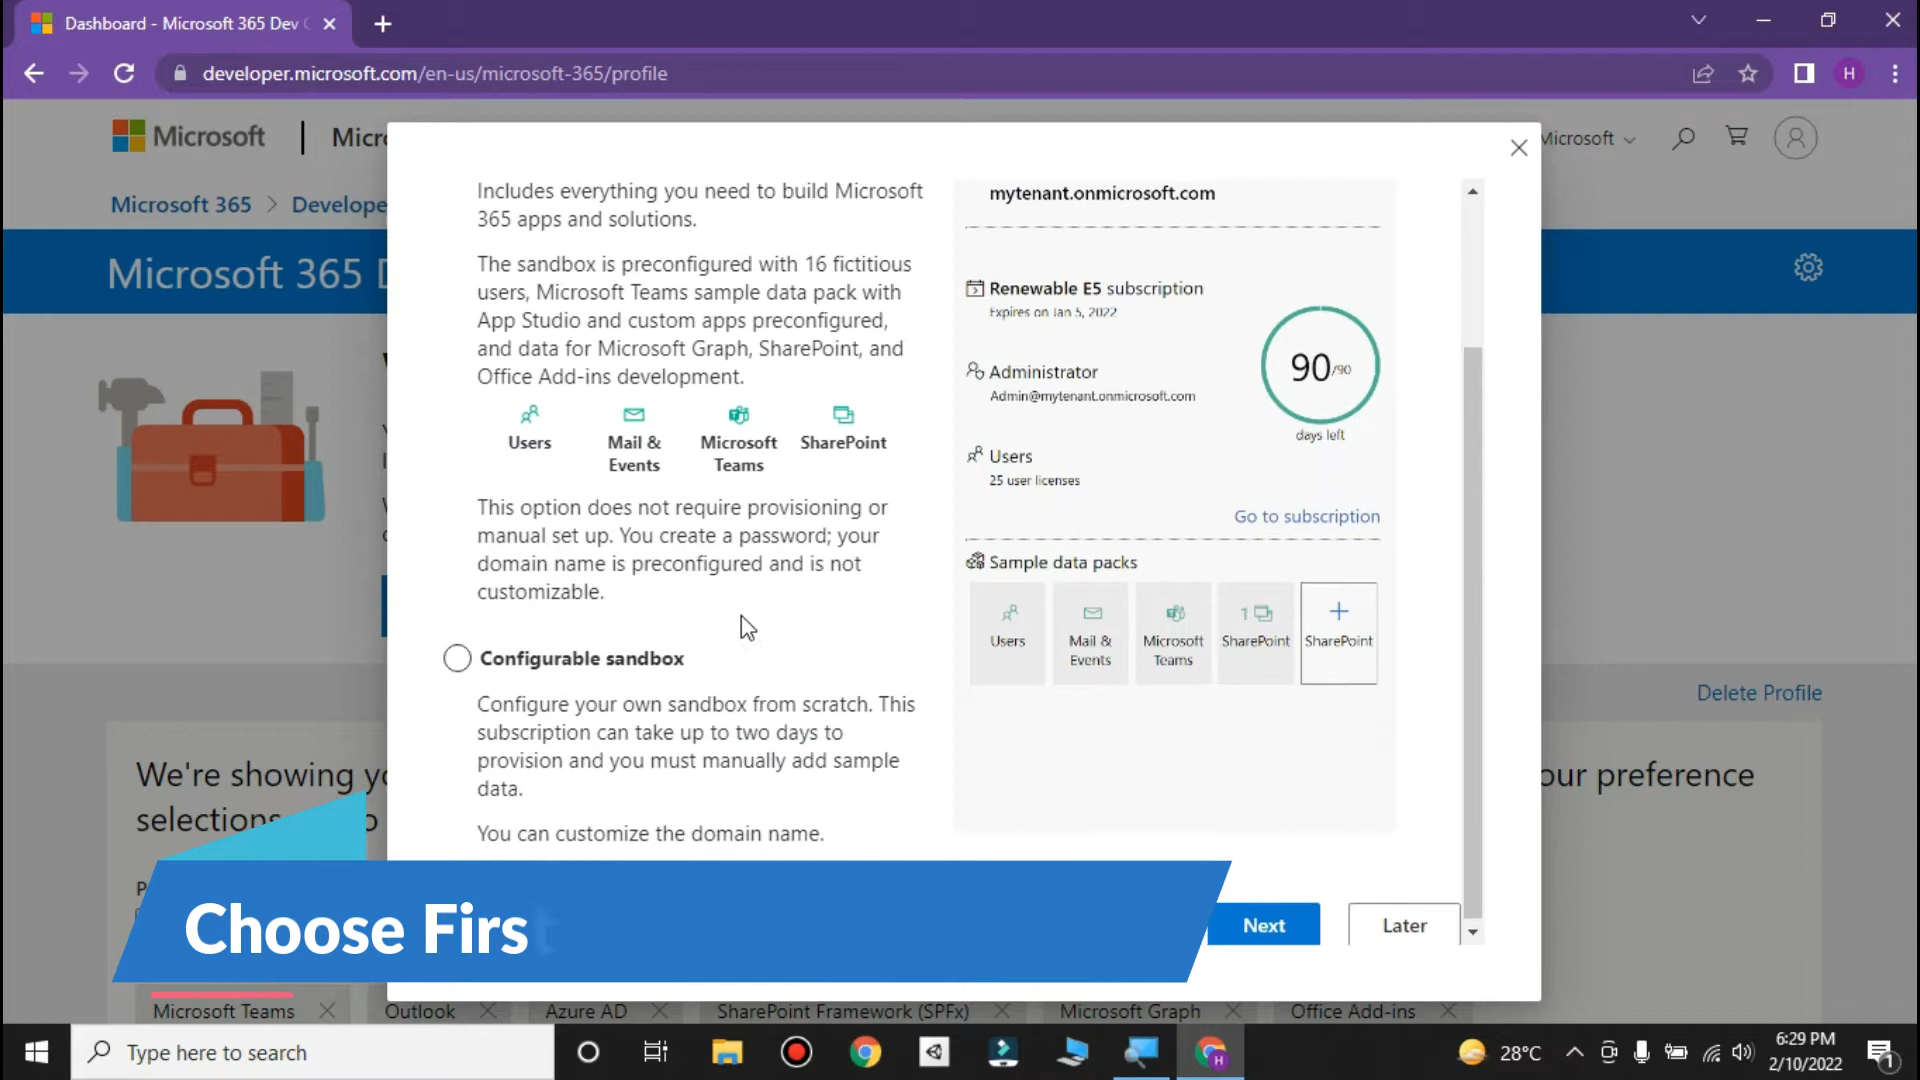 Dashboard - Microsoft 365 Dev
developer.microsoft.com/en-us/microsoft-365/profile
H
Microsoft
Micr
Microsoft
Microsoft 365 > Develope
Microsoft 365 D
Includes everything you need to build Microsoft
365 apps and solutions.
The sandbox is preconfigured with 16 fictitious
users, Microsoft Teams sample data pack with
App Studio and custom apps preconfigured,
and data for Microsoft Graph, SharePoint, and
Office Add-ins development.
Users
Mail &
Events
Microsoft
Teams
SharePoint
This option does not require provisioning or
manual set up. You create a password; your
domain name is preconfigured and is not
customizable.
Configurable sandbox
Configure your own sandbox from scratch. This
subscription can take up to two days to
provision and you must manually add sample
data.
You can customize the domain name.
mytenant.onmicrosoft.com
Renewable E5 subscription
Expires on Jan 5, 2022
90/90
days left
Administrator
Admin@mytenant.onmicrosoft.com
Users
25 user licenses
Go to subscription
Sample data packs
Users
Mail &
Events
Microsoft
Teams
1
SharePoint
SharePoint
Delete Profile
We're showing yo
selections
o
our preference
P
Next
Later
Choose First
Microsoft Teams
Outlook
Azure AD
SharePoint Framework (SPFx)
Microsoft Graph
Office Add-ins
Type here to search
H
28°C
6:29 PM
2/10/2022
1